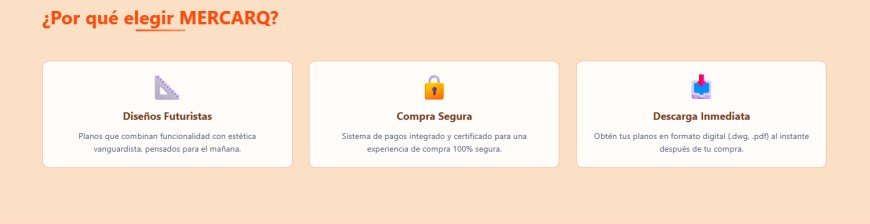 ¿Por qué elegir MERCARQ?
Diseños Futuristas
Planos que combinan funcionalidad con estética
vanguardista, pensados para el mañana.
Compra Segura
Sistema de pagos integrado y certificado para una
experiencia de compra 100% segura.
Descarga Inmediata
Obtén tus planos en formato digital (.dwg, .pdf) al instante
después de tu compra.